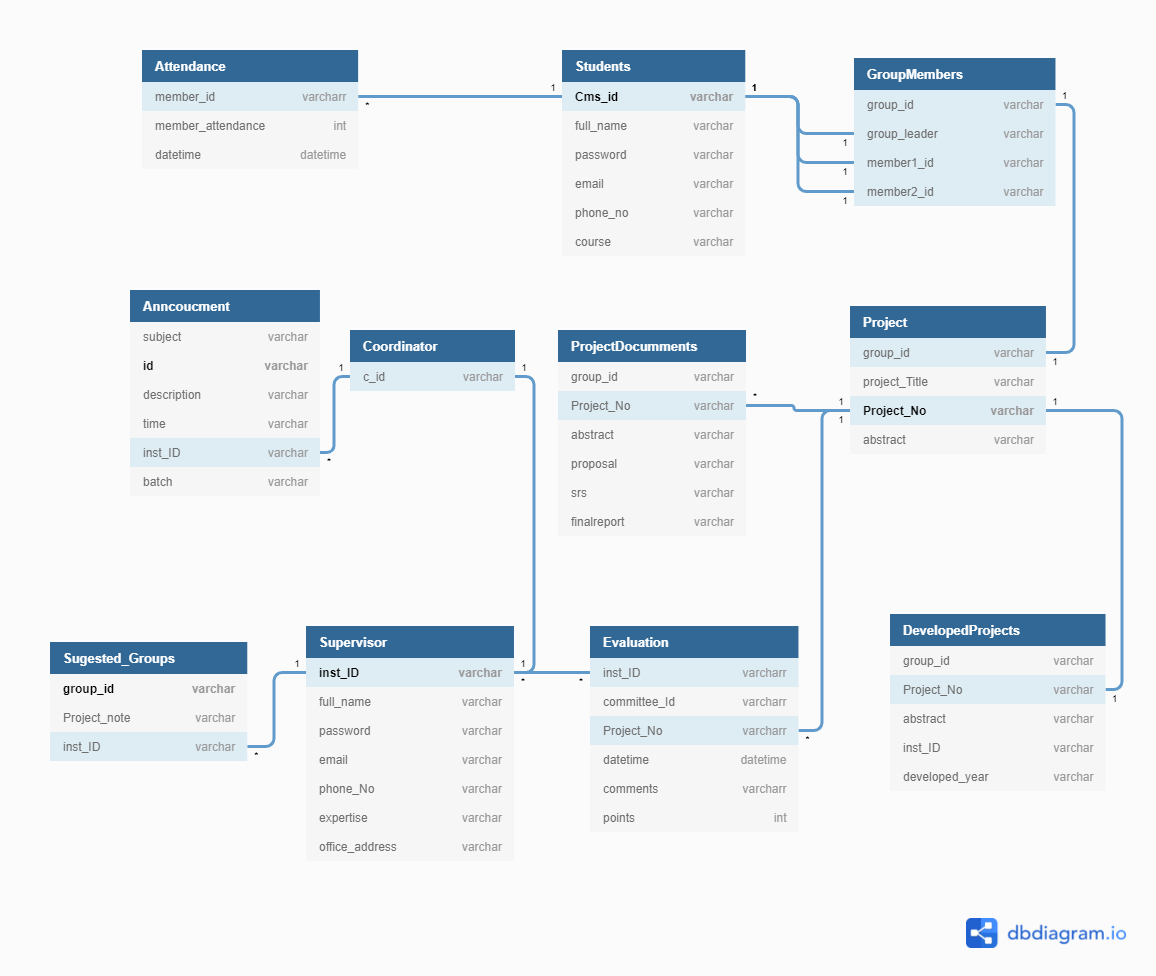 Attendance
member_id varcharr
member_attendance int
datetime datetime
* 1
Students
Cms_id varchar
full_name varchar
password varchar
email varchar
phone_no varchar
course varchar
1
1
1
1
GroupMembers
group_id varchar
group_leader varchar
member1_id varchar
member2_id varchar
1
Anncoucment
subject varchar
id varchar
description varchar
time varchar
inst_ID varchar
batch varchar
*
1
Coordinator
c_id varchar
1
ProjectDocumments
group_id varchar
Project_No varchar
abstract varchar
proposal varchar
srs varchar
finalreport varchar
*
1
1
Project
group_id varchar
project_Title varchar
Project_No varchar
abstract varchar
1
1
Sugested_Groups
group_id varchar
Project_note varchar
inst_ID varchar
*
1
Supervisor
inst_ID varchar
full_name varchar
password varchar
email varchar
phone_No varchar
expertise varchar
office_address varchar
1
* *
Evaluation
inst_ID varcharr
committee_Id varcharr
Project_No varcharr
datetime datetime
comments varcharr
points int
*
DevelopedProjects
group_id varchar
Project_No varchar
abstract varchar
inst_ID varchar
developed_year varchar
1
dbdiagram.io